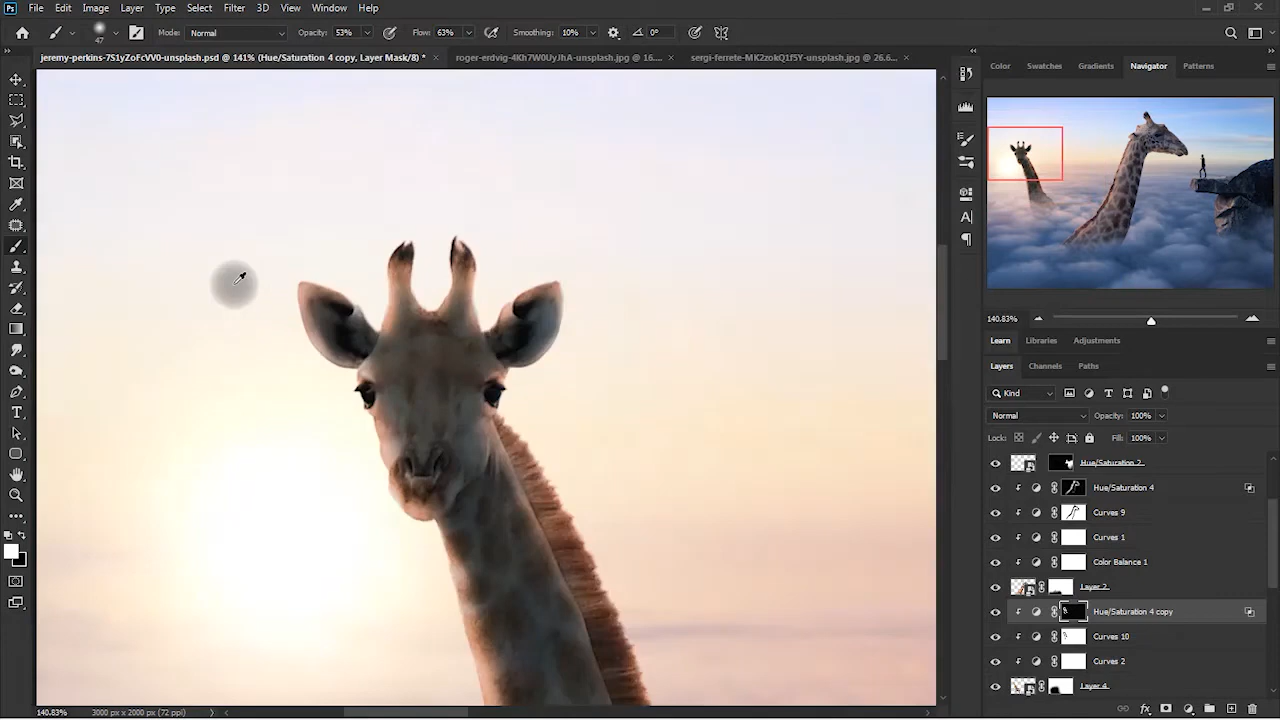 Ps File Edit Image Layer Type Select Filter 3D View Window Help
47 Mode: Normal Opacity: 53% Flow: 63% Smoothing: 10% 0°
jeremy-perkins-7S1yZoFcVV0-unsplash.psd @ 141% (Hue/Saturation 4 copy, Layer Mask/8) *
roger-erdvig-4Kh7W0UyJhA-unsplash.jpg @ 16....
sergi-ferrete-MK2zokQ1f5Y-unsplash.jpg @ 26.6...
Color Swatches Gradients Navigator Patterns
140.83%
Learn Libraries Adjustments
Layers Channels Paths
Kind
Normal Opacity: 100%
Lock: Fill: 100%
Hue/Saturation 2
Hue/Saturation 4
Curves 9
Curves 1
Color Balance 1
Layer 2
Hue/Saturation 4 copy
Curves 10
Curves 2
Layer 4
140.83% 3000 px x 2000 px (72 ppi)